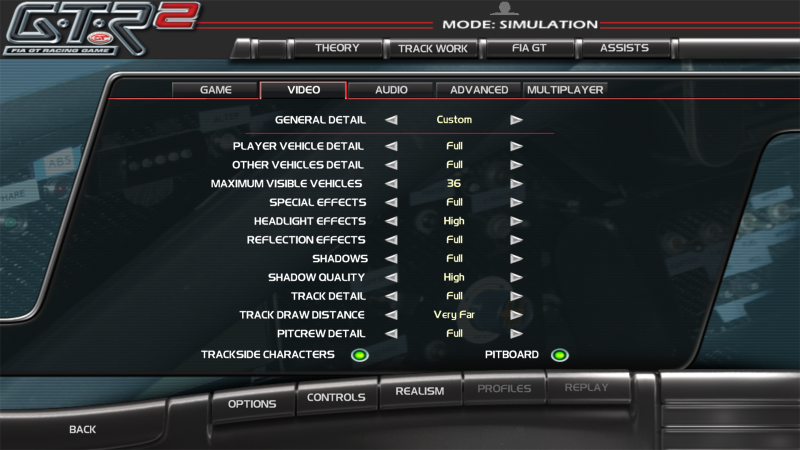 GTR2
FIA GT RACING GAME
MODE: SIMULATION
THEORY TRACK WORK FIA GT ASSISTS
GAME VIDEO AUDIO ADVANCED MULTIPLAYER
GENERAL DETAIL Custom
PLAYER VEHICLE DETAIL Full
OTHER VEHICLES DETAIL Full
MAXIMUM VISIBLE VEHICLES 36
SPECIAL EFFECTS Full
HEADLIGHT EFFECTS High
REFLECTION EFFECTS Full
SHADOWS Full
SHADOW QUALITY High
TRACK DETAIL Full
TRACK DRAW DISTANCE Very Far
PITCREW DETAIL Full
TRACKSIDE CHARACTERS PITBOARD
ABS
BACK OPTIONS CONTROLS REALISM PROFILES REPLAY